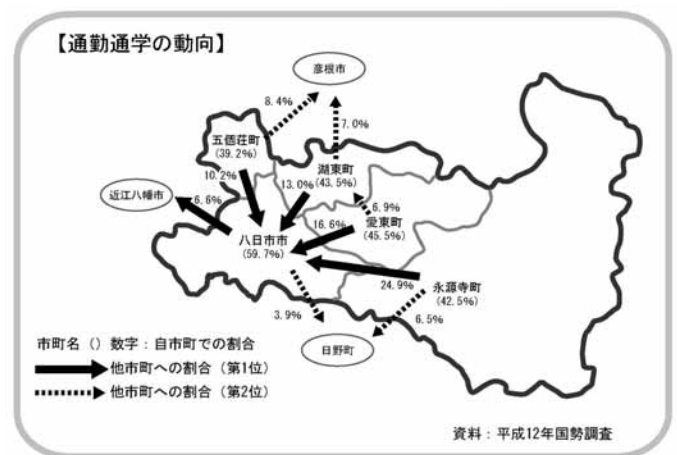 【通勤通学の動向】
彦根市
8.4%
7.0%
五個荘町
(39.2%)
湖東町
(43.5%)
10.2%
13.0%
近江八幡市
6.6%
6.9%
16.6%
愛東町
(45.5%)
八日市市
(59.7%)
24.9%
永源寺町
(42.5%)
3.9%
6.5%
日野町
市町名()数字:自市町での割合
他市町への割合(第1位)
他市町への割合(第2位)
資料:平成12年国勢調査